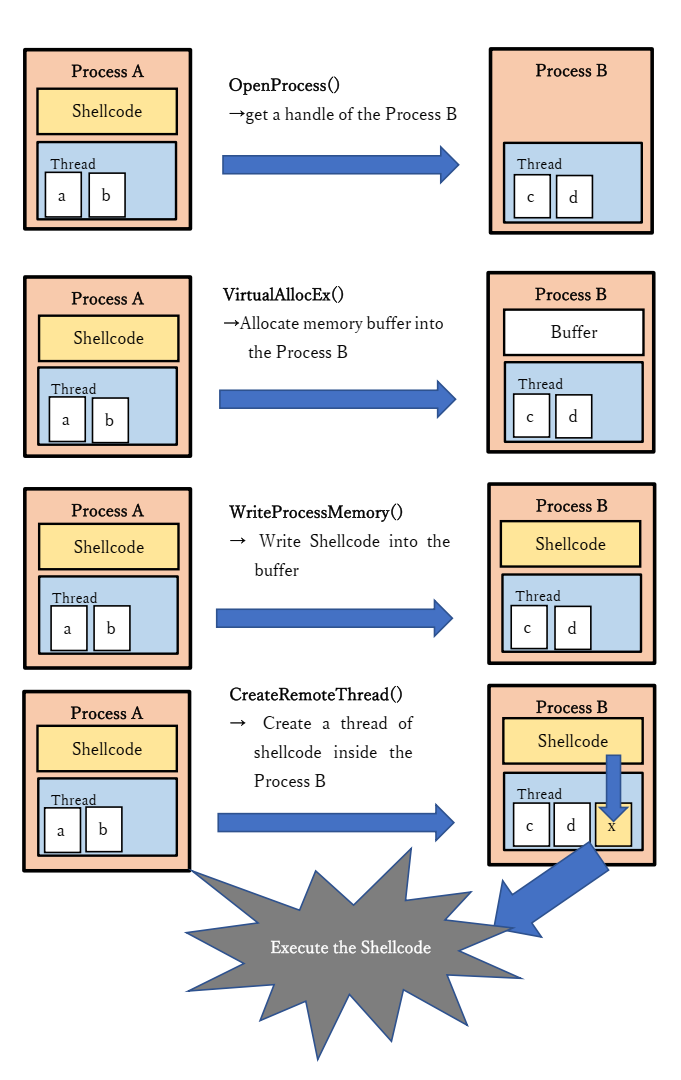 Process A
Shellcode
Thread
a b
OpenProcess()
→get a handle of the Process B
Process B
Thread
c d
Process A
Shellcode
Thread
a b
VirtualAllocEx()
→Allocate memory buffer into
the Process B
Process B
Buffer
Thread
c d
Process A
Shellcode
Thread
a b
WriteProcessMemory()
→ Write Shellcode into the
buffer
Process B
Shellcode
Thread
c d
Process A
Shellcode
Thread
a b
CreateRemoteThread()
→ Create a thread of
shellcode inside the
Process B
Process B
Shellcode
Thread
c d x
Execute the Shellcode